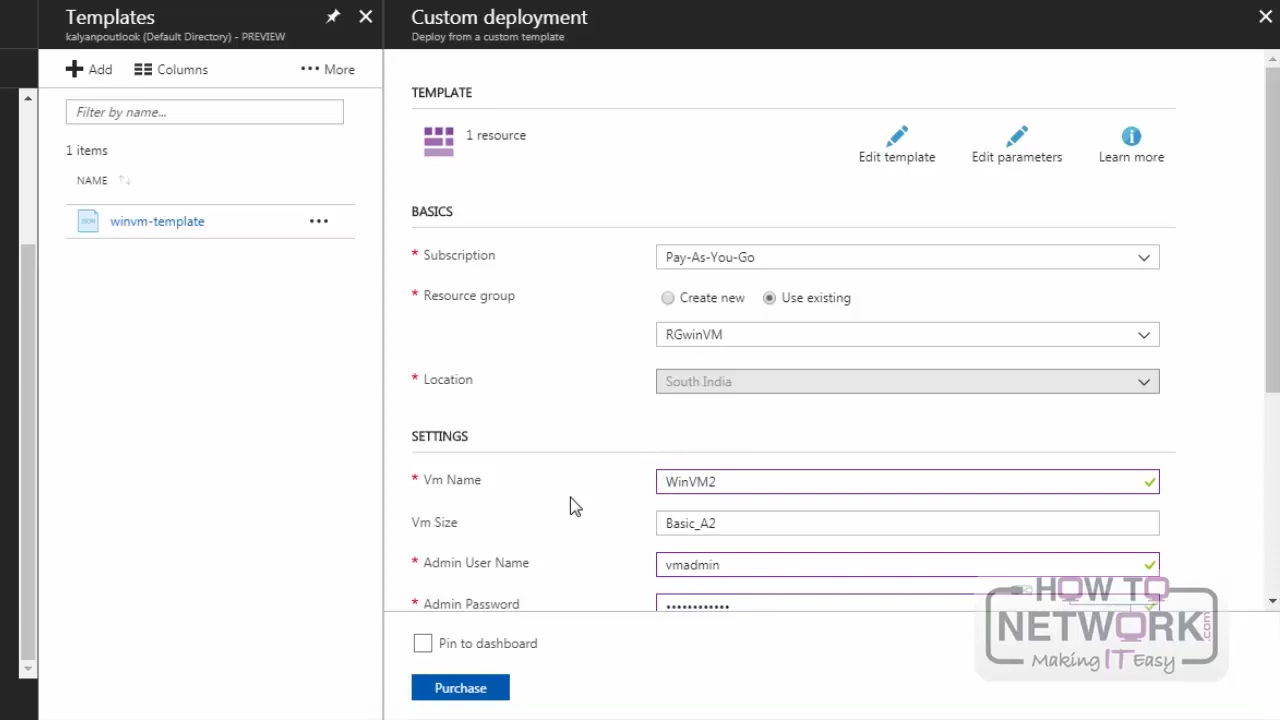 Templates
kalyanpoutlook (Default Directory) - PREVIEW
Add
Columns
More
Filter by name...
1 items
NAME
JSON
winvm-template
Custom deployment
Deploy from a custom template
TEMPLATE
1 resource
Edit template
Edit parameters
Learn more
BASICS
* Subscription
Pay-As-You-Go
* Resource group
Create new
Use existing
RGwinVM
* Location
South India
SETTINGS
* Vm Name
WinVM2
Vm Size
Basic_A2
* Admin User Name
vmadmin
* Admin Password
••••••••••••
Pin to dashboard
Purchase
HOW TO
NETWORK.com
Making IT Easy